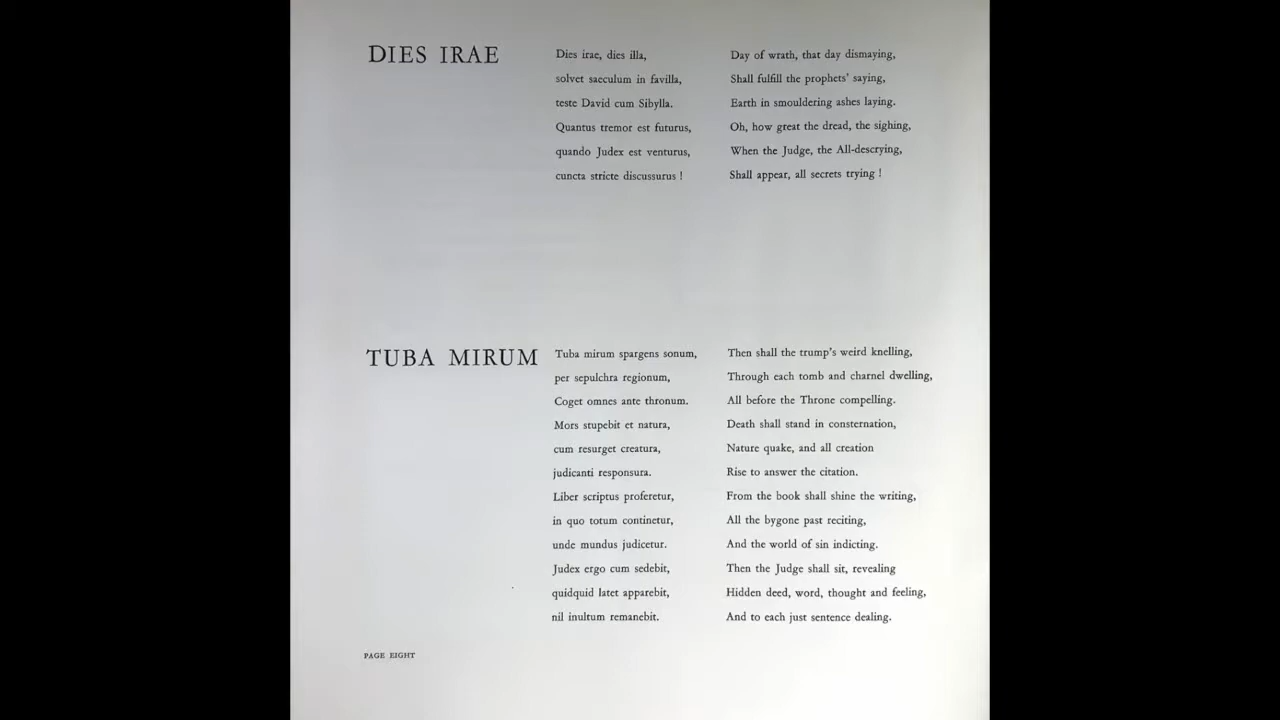 DIES IRAE
Dies irae, dies illa,
solvet saeculum in favilla,
teste David cum Sibylla.
Quantus tremor est futurus,
quando Judex est venturus,
cuncta stricte discussurus !
Day of wrath, that day dismaying,
Shall fulfill the prophets' saying,
Earth in smouldering ashes laying.
Oh, how great the dread, the sighing,
When the Judge, the All-descrying,
Shall appear, all secrets trying !
TUBA MIRUM
Tuba mirum spargens sonum,
per sepulchra regionum,
Coget omnes ante thronum.
Mors stupebit et natura,
cum resurget creatura,
judicanti responsura.
Liber scriptus proferetur,
in quo totum continetur,
unde mundus judicetur.
Judex ergo cum sedebit,
quidquid latet apparebit,
nil inultum remanebit.
Then shall the trump's weird knelling,
Through each tomb and charnel dwelling,
All before the Throne compelling.
Death shall stand in consternation,
Nature quake, and all creation
Rise to answer the citation.
From the book shall shine the writing,
All the bygone past reciting,
And the world of sin indicting.
Then the Judge shall sit, revealing
Hidden deed, word, thought and feeling,
And to each just sentence dealing.
PAGE EIGHT